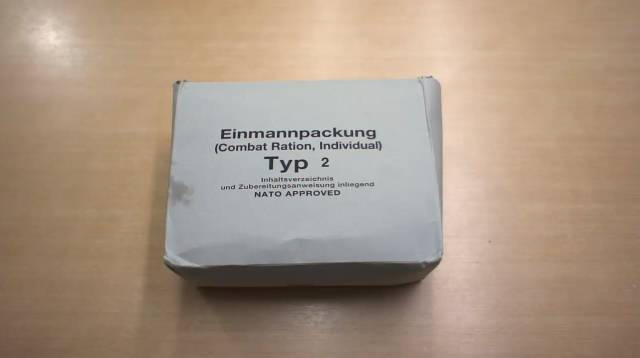 Einmannpackung
(Combat Ration, Individual)
Typ 2
Inhaltsverzeichnis
und Zubereitungsanweisung inliegend
NATO APPROVED